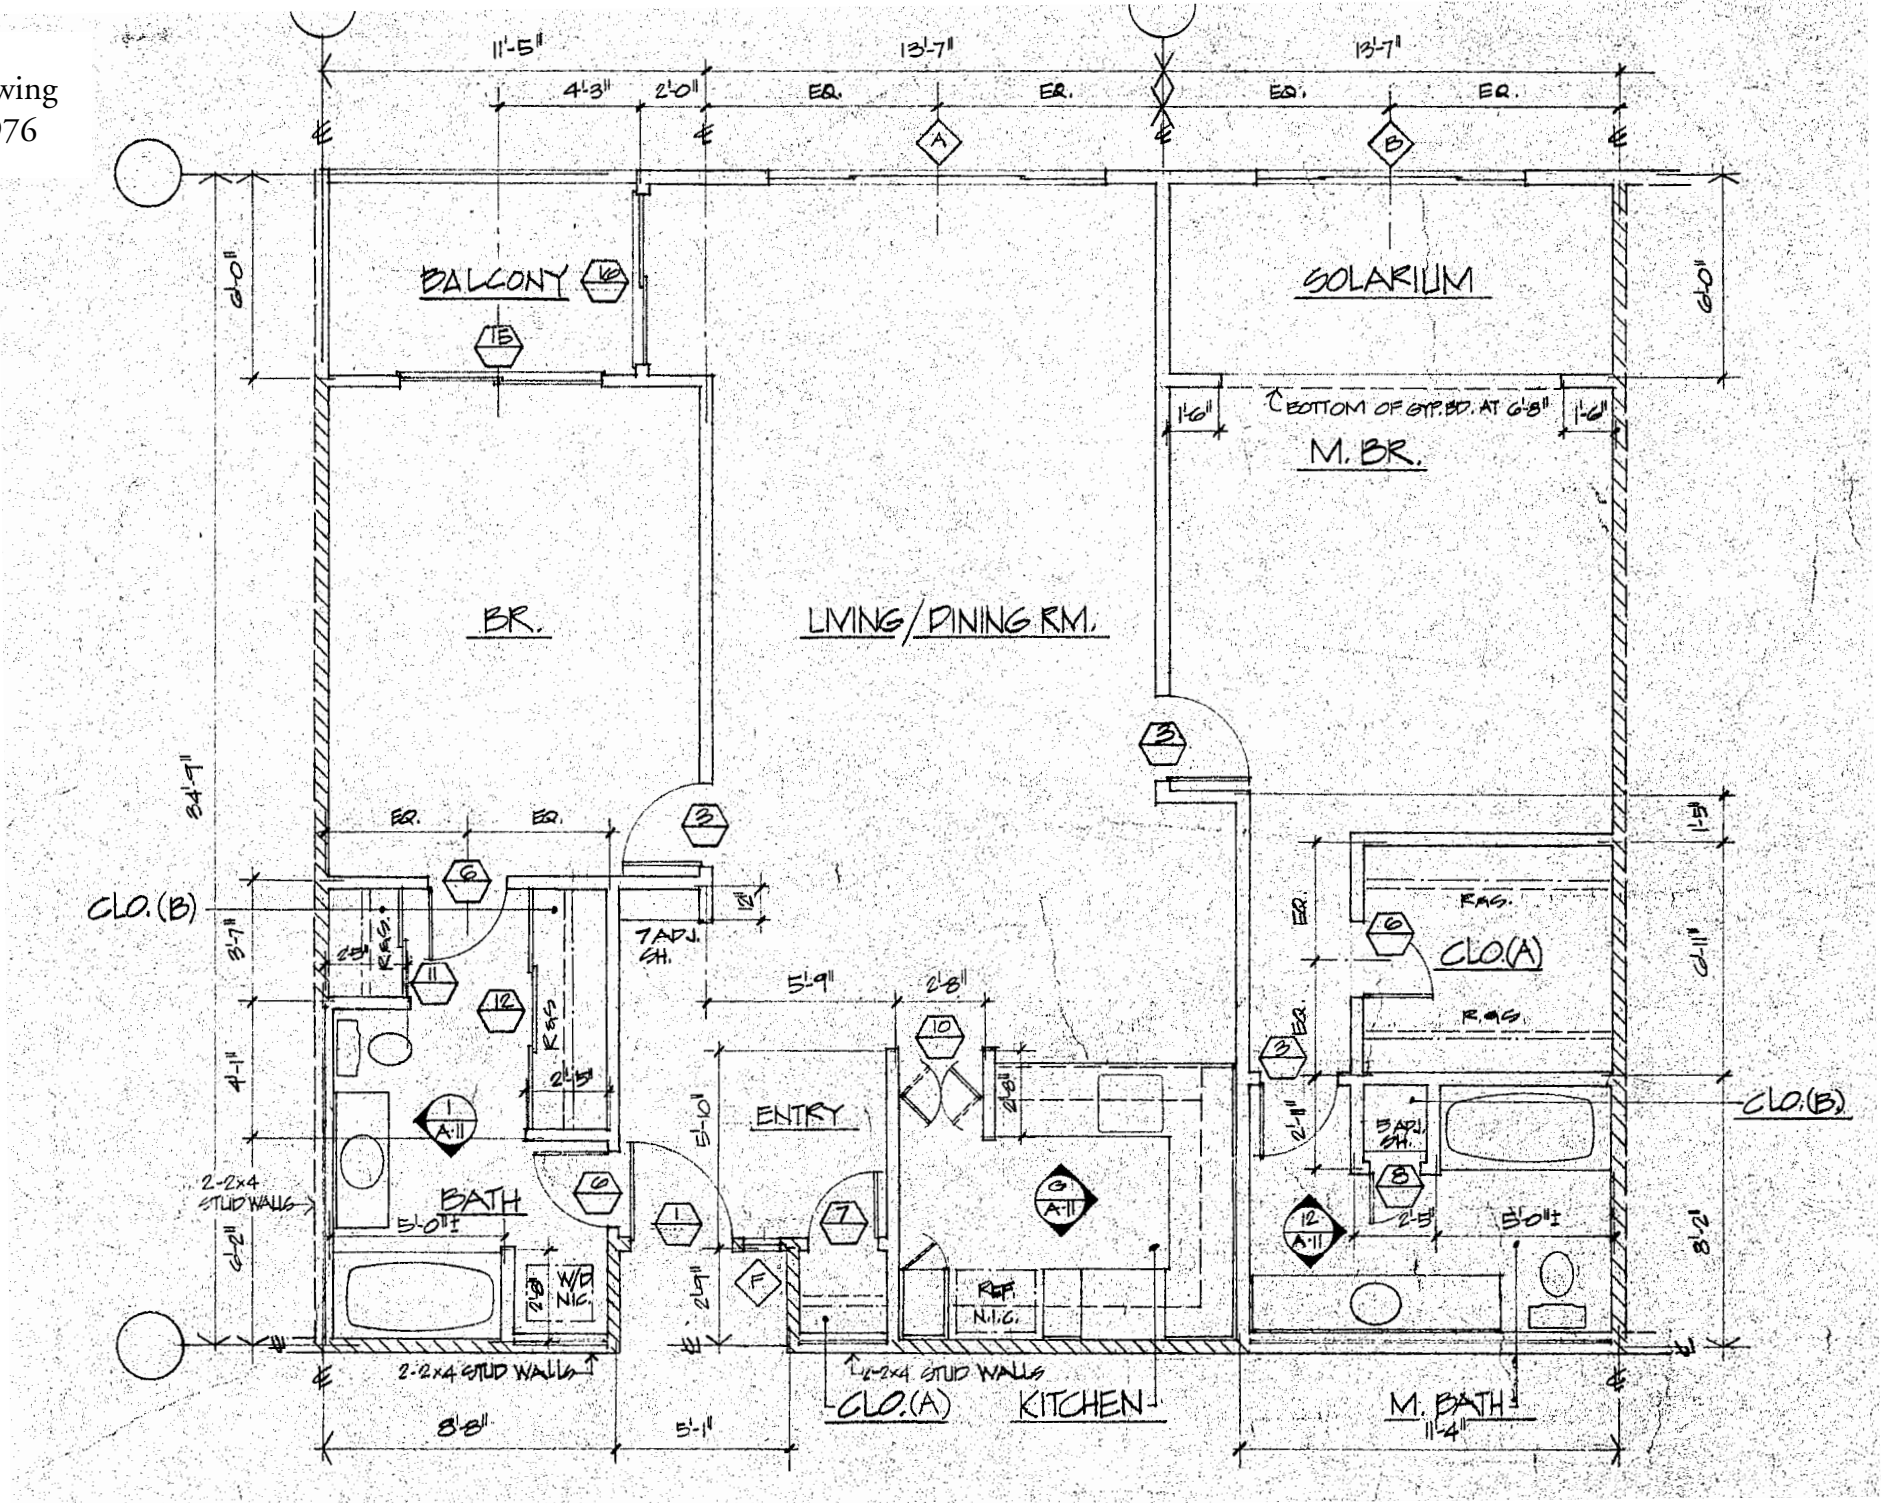 wing
976
11'-5"
13'-7"
13'-7"
4'-3"
2'-0"
EQ.
EQ.
EQ.
EQ.
A
B
BALCONY
16
15
SOLARIUM
6'-0"
6'-0"
BOTTOM OF GYP. BD. AT 6'-8"
1'-6"
1'-6"
M. BR.
BR.
LIVING/DINING RM.
34'-9"
3
3
EQ.
EQ.
1'-5"
6
CLO.(B)
R&S.
3'-7"
2'-5"
11
12
R&S
12"
7 ADJ.
SH.
EQ.
R&S.
6
CLO.(A)
6'-11"
EQ.
R&S.
5'-9"
2'-8"
10
3
4'-1"
2'-5"
2'-8"
5'-10"
ENTRY
2'-11"
5 ADJ.
SH.
CLO.(B)
1
A-11
2-2x4
STUD WALLS
BATH
5'-0"±
6
1
7
G
A-11
8
12
A-11
2'-5"
5'-0"±
6'-2"
8'-2"
2'-8"
W/D
N.I.C.
2'-9"
F
REF.
N.I.C.
2-2x4 STUD WALLS
2-2x4 STUD WALLS
CLO.(A)
KITCHEN
M. BATH
8'-8"
5'-1"
11'-4"